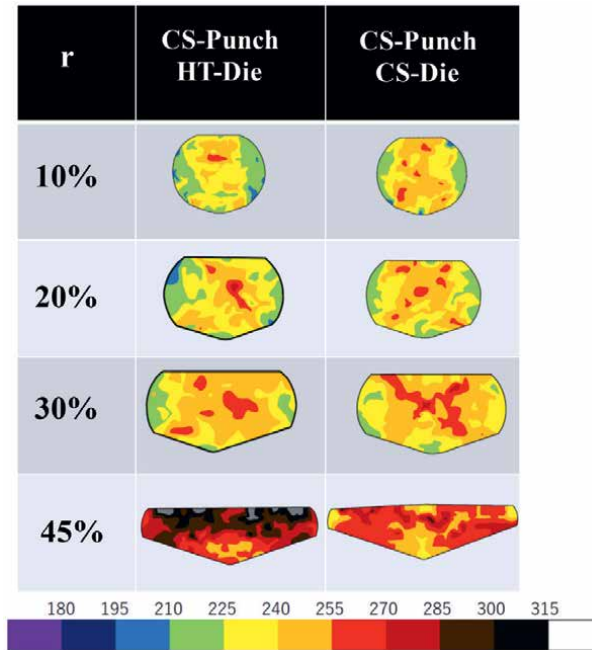 r
CS-Punch
HT-Die
CS-Punch
CS-Die
10%
20%
30%
45%
180 195 210 225 240 255 270 285 300 315